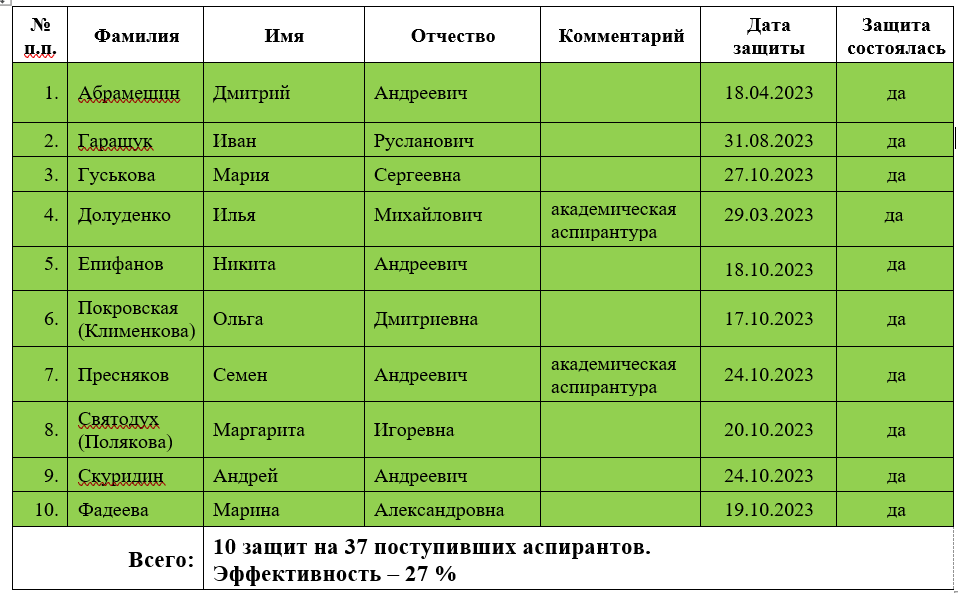 № п.п. Фамилия Имя Отчество Комментарий Дата защиты Защита состоялась
1. Абрамешин Дмитрий Андреевич 18.04.2023 да
2. Гаращук Иван Русланович 31.08.2023 да
3. Гуськова Мария Сергеевна 27.10.2023 да
4. Долуденко Илья Михайлович академическая аспирантура 29.03.2023 да
5. Епифанов Никита Андреевич 18.10.2023 да
6. Покровская (Клименкова) Ольга Дмитриевна 17.10.2023 да
7. Пресняков Семен Андреевич академическая аспирантура 24.10.2023 да
8. Святодух (Полякова) Маргарита Игоревна 20.10.2023 да
9. Скуридин Андрей Андреевич 24.10.2023 да
10. Фадеева Марина Александровна 19.10.2023 да
Всего: 10 защит на 37 поступивших аспирантов.
Эффективность – 27 %